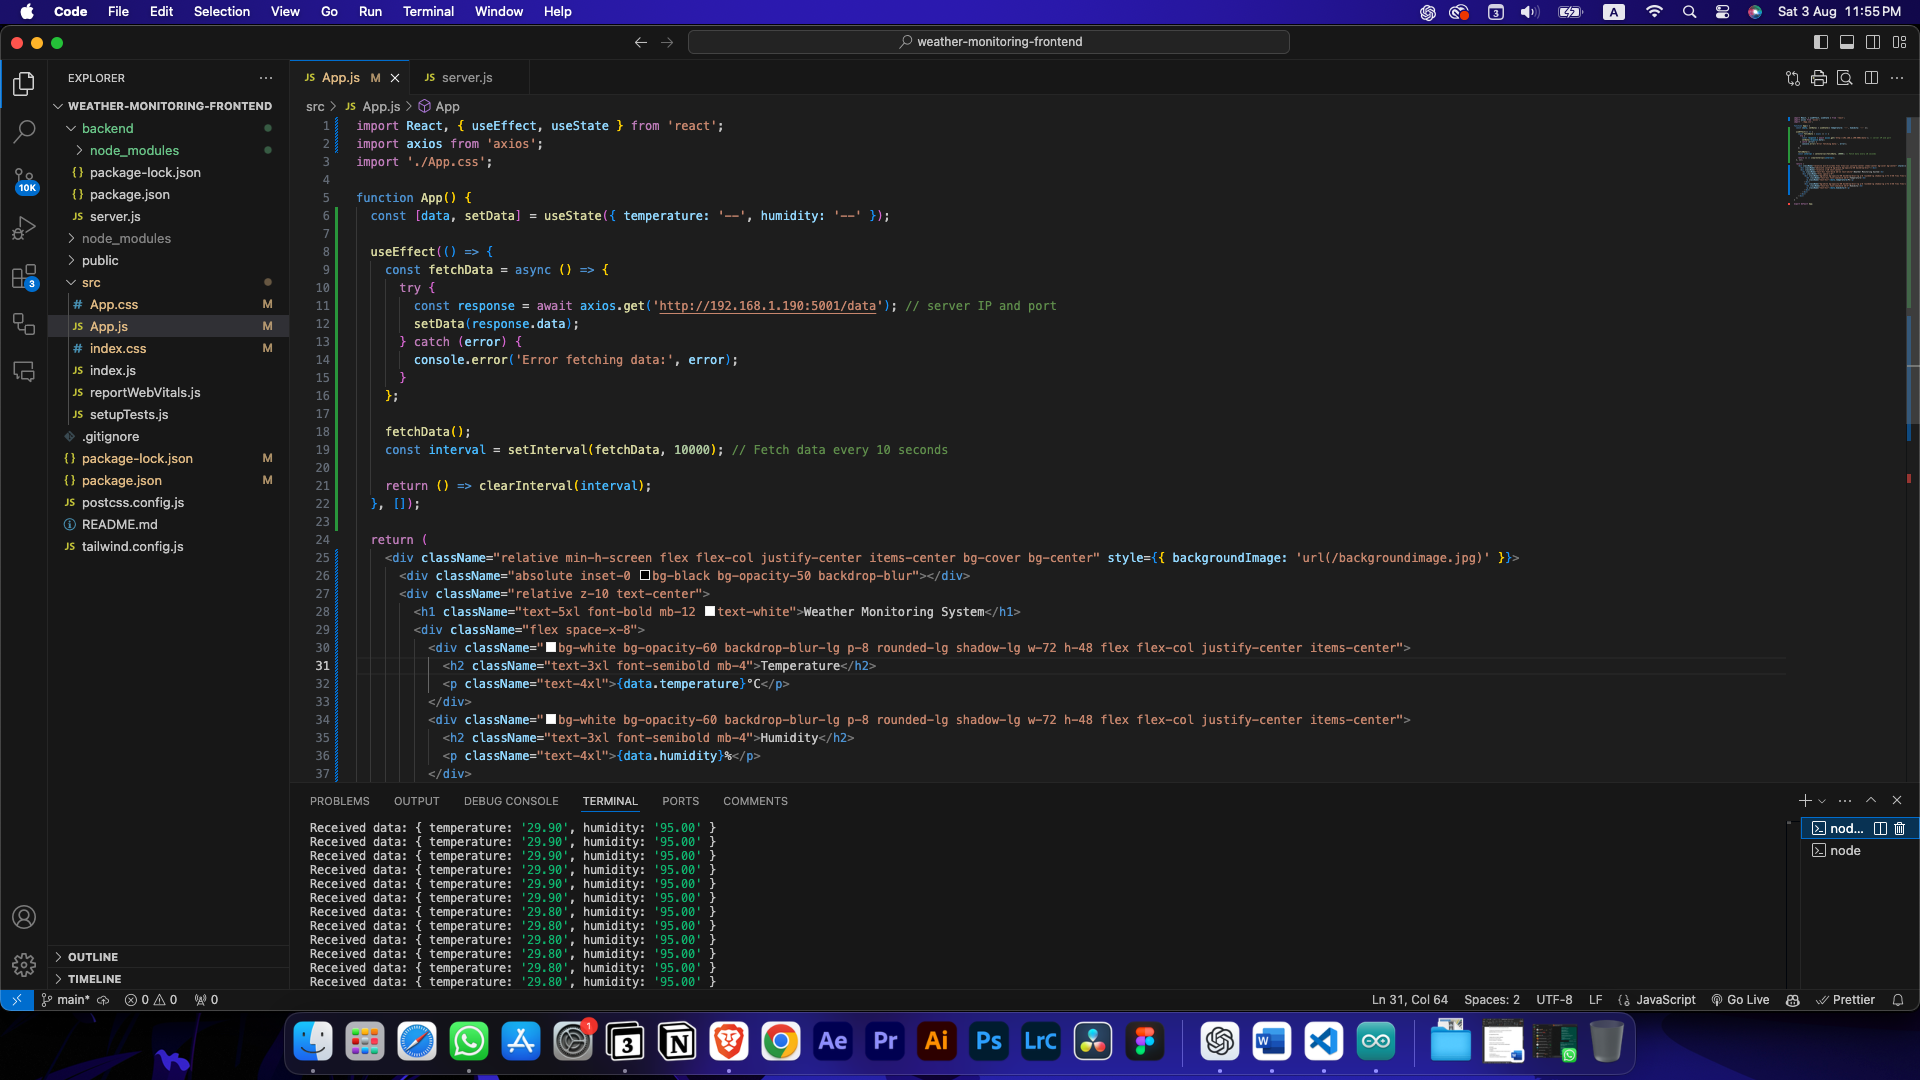 Code File Edit Selection View Go Run Terminal Window Help
3 A Sat 3 Aug 11:55 PM
weather-monitoring-frontend
EXPLORER
WEATHER-MONITORING-FRONTEND
backend
node_modules
{} package-lock.json
{} package.json
JS server.js
node_modules
public
src
# App.css M
JS App.js M
# index.css M
JS index.js
JS reportWebVitals.js
JS setupTests.js
.gitignore
{} package-lock.json M
{} package.json M
JS postcss.config.js
README.md
JS tailwind.config.js
OUTLINE
TIMELINE
10K
3
JS App.js M
JS server.js
src > JS App.js > App
1 import React, { useEffect, useState } from 'react';
2 import axios from 'axios';
3 import './App.css';
4
5 function App() {
6 const [data, setData] = useState({ temperature: '--', humidity: '--' });
7
8 useEffect(() => {
9 const fetchData = async () => {
10 try {
11 const response = await axios.get('http://192.168.1.190:5001/data'); // server IP and port
12 setData(response.data);
13 } catch (error) {
14 console.error('Error fetching data:', error);
15 }
16 };
17
18 fetchData();
19 const interval = setInterval(fetchData, 10000); // Fetch data every 10 seconds
20
21 return () => clearInterval(interval);
22 }, []);
23
24 return (
25 <div className="relative min-h-screen flex flex-col justify-center items-center bg-cover bg-center" style={{ backgroundImage: 'url(/backgroundimage.jpg)' }}>
26 <div className="absolute inset-0 bg-black bg-opacity-50 backdrop-blur"></div>
27 <div className="relative z-10 text-center">
28 <h1 className="text-5xl font-bold mb-12 text-white">Weather Monitoring System</h1>
29 <div className="flex space-x-8">
30 <div className="bg-white bg-opacity-60 backdrop-blur-lg p-8 rounded-lg shadow-lg w-72 h-48 flex flex-col justify-center items-center">
31 <h2 className="text-3xl font-semibold mb-4">Temperature</h2>
32 <p className="text-4xl">{data.temperature}°C</p>
33 </div>
34 <div className="bg-white bg-opacity-60 backdrop-blur-lg p-8 rounded-lg shadow-lg w-72 h-48 flex flex-col justify-center items-center">
35 <h2 className="text-3xl font-semibold mb-4">Humidity</h2>
36 <p className="text-4xl">{data.humidity}%</p>
37 </div>
PROBLEMS OUTPUT DEBUG CONSOLE TERMINAL PORTS COMMENTS
Received data: { temperature: '29.90', humidity: '95.00' }
Received data: { temperature: '29.90', humidity: '95.00' }
Received data: { temperature: '29.90', humidity: '95.00' }
Received data: { temperature: '29.90', humidity: '95.00' }
Received data: { temperature: '29.90', humidity: '95.00' }
Received data: { temperature: '29.90', humidity: '95.00' }
Received data: { temperature: '29.80', humidity: '95.00' }
Received data: { temperature: '29.80', humidity: '95.00' }
Received data: { temperature: '29.80', humidity: '95.00' }
Received data: { temperature: '29.80', humidity: '95.00' }
Received data: { temperature: '29.80', humidity: '95.00' }
Received data: { temperature: '29.80', humidity: '95.00' }
nod...
node
main* 0 0 0
Ln 31, Col 64 Spaces: 2 UTF-8 LF {} JavaScript Go Live Prettier
1 3 N Ae Pr Ai Ps LrC W